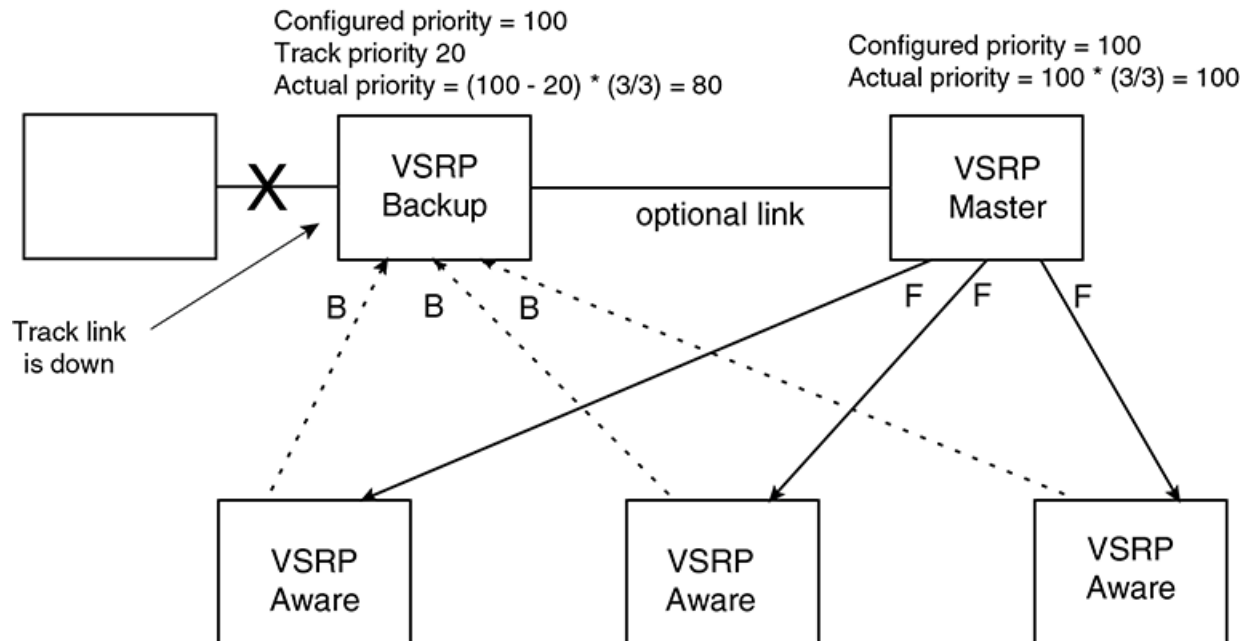 Configured priority = 100
Track priority 20
Actual priority = (100 - 20) * (3/3) = 80
Configured priority = 100
Actual priority = 100 * (3/3) = 100
X
VSRP
Backup
optional link
VSRP
Master
B
B
B
F
F
F
Track link
is down
VSRP
Aware
VSRP
Aware
VSRP
Aware